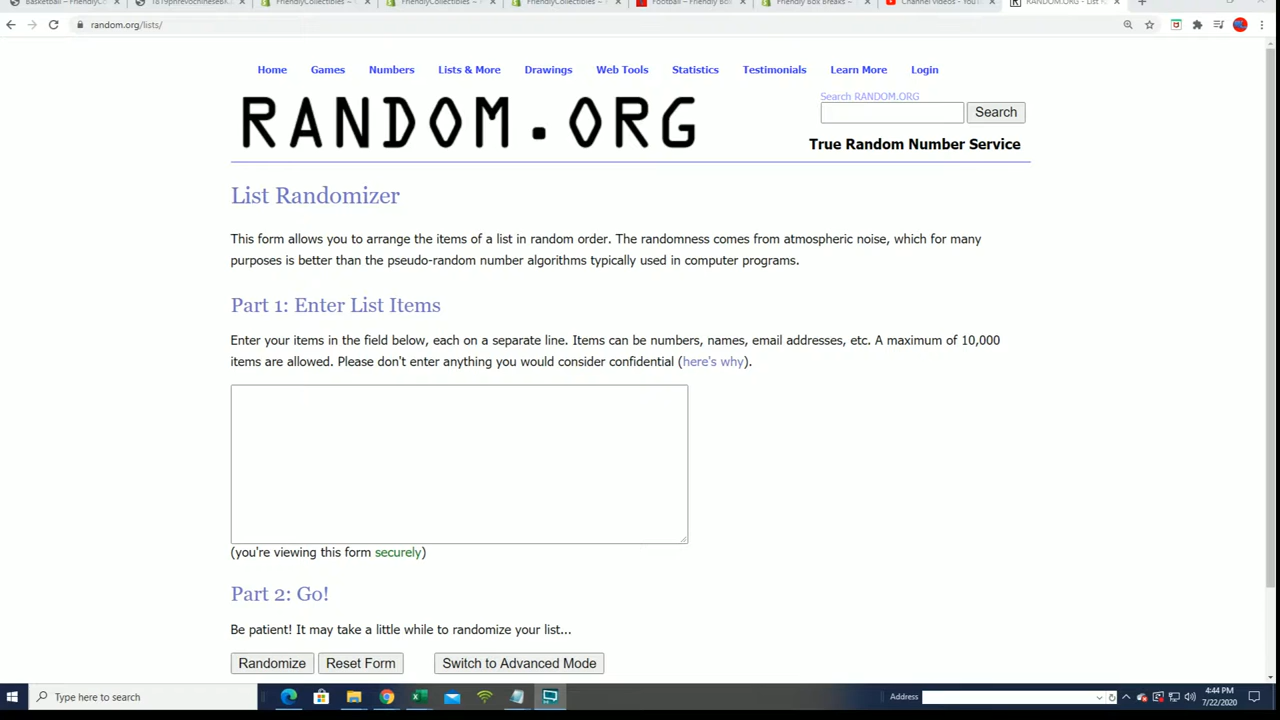 Basketball – FriendlyC
FriendlyCollectibles –
FriendlyCollectibles –
FriendlyCollectibles –
Football – Friendly Bo
Friendly Box Breaks –
Channel videos - You
RANDOM.ORG - List R
random.org/lists/
Home Games Numbers Lists & More Drawings Web Tools Statistics Testimonials Learn More Login
RANDOM.ORG
Search RANDOM.ORG
Search
True Random Number Service
List Randomizer
This form allows you to arrange the items of a list in random order. The randomness comes from atmospheric noise, which for many
purposes is better than the pseudo-random number algorithms typically used in computer programs.
Part 1: Enter List Items
Enter your items in the field below, each on a separate line. Items can be numbers, names, email addresses, etc. A maximum of 10,000
items are allowed. Please don't enter anything you would consider confidential (here's why).
(you're viewing this form securely)
Part 2: Go!
Be patient! It may take a little while to randomize your list...
Randomize Reset Form Switch to Advanced Mode
Type here to search
Address
4:44 PM
7/22/2020